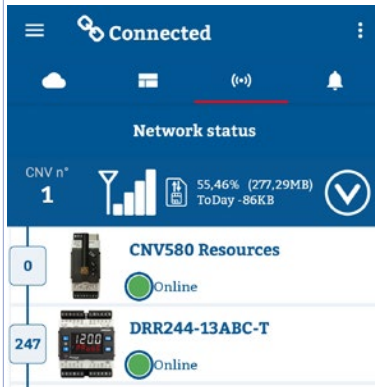 Connected
Network status
CNV n°
1
55,46% (277,29MB)
ToDay -86KB
0
CNV580 Resources
Online
247
DRR244-13ABC-T
Online
1200